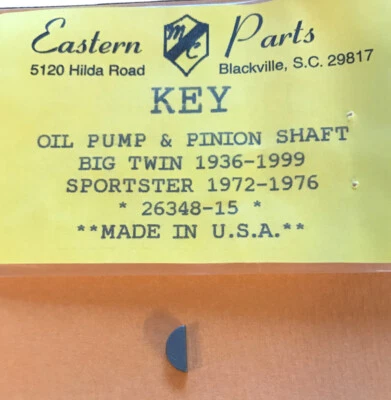 Eastern MC Parts
5120 Hilda Road Blackville, S.C. 29817
KEY
OIL PUMP & PINION SHAFT
BIG TWIN 1936-1999
SPORTSTER 1972-1976
* 26348-15 *
**MADE IN U.S.A.**